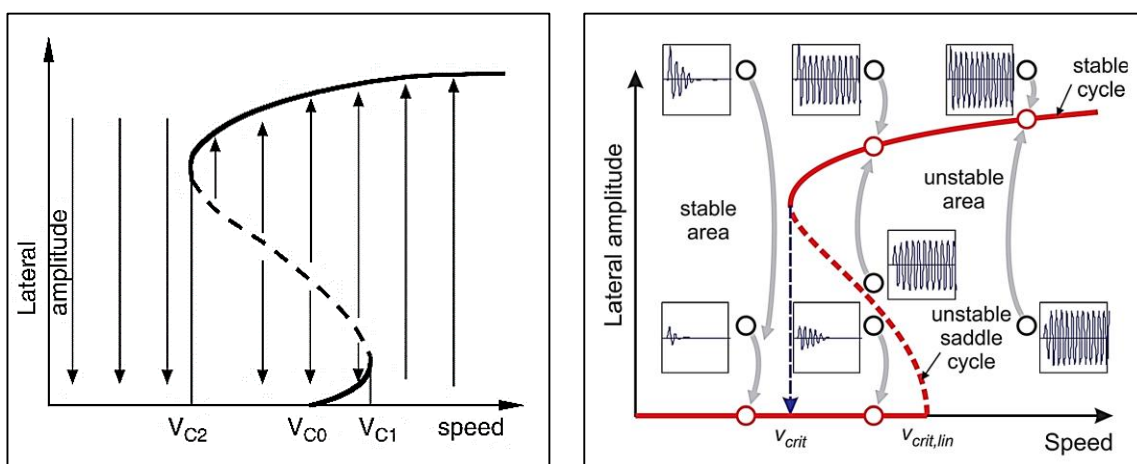 Lateral
amplitude
V_C2
V_C0
V_C1
speed
Lateral amplitude
stable
cycle
stable
area
unstable
area
unstable
saddle
cycle
v_crit
v_crit,lin
Speed